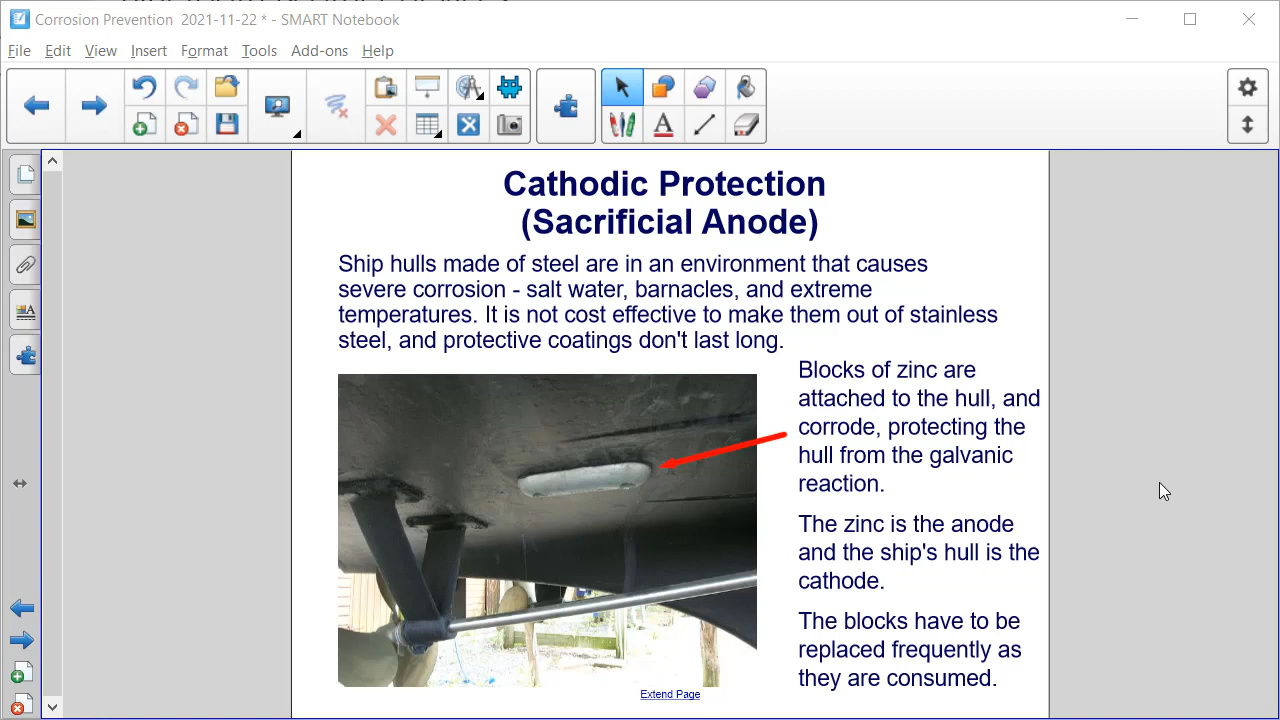 Corrosion Prevention  2021-11-22 * - SMART Notebook
File Edit View Insert Format Tools Add-ons Help
Cathodic Protection
(Sacrificial Anode)
Ship hulls made of steel are in an environment that causes
severe corrosion - salt water, barnacles, and extreme
temperatures. It is not cost effective to make them out of stainless
steel, and protective coatings don't last long.
Blocks of zinc are
attached to the hull, and
corrode, protecting the
hull from the galvanic
reaction.
The zinc is the anode
and the ship's hull is the
cathode.
The blocks have to be
replaced frequently as
they are consumed.
Extend Page